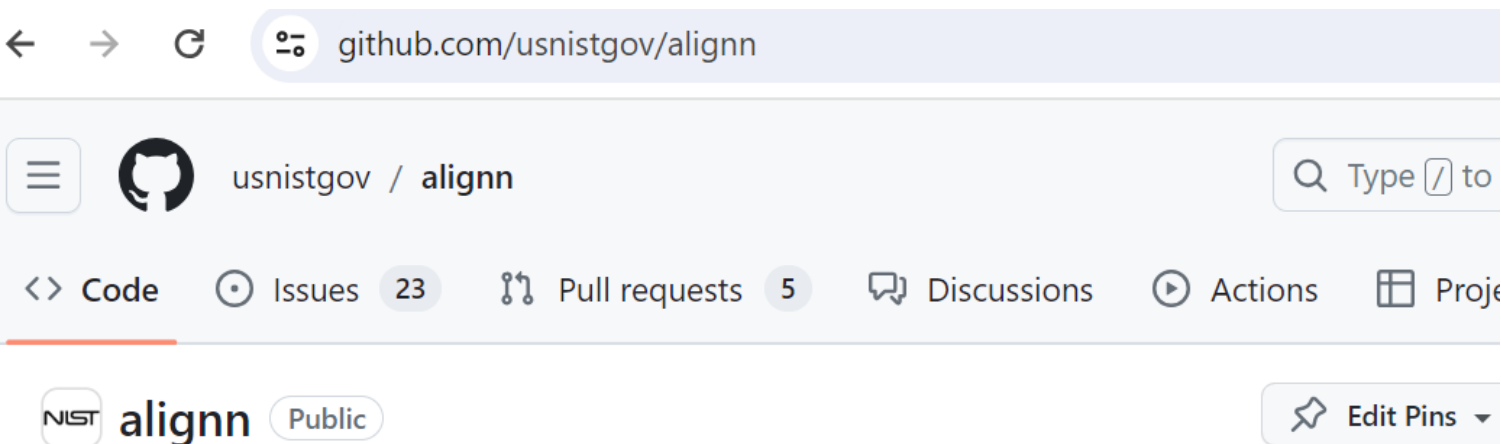 github.com/usnistgov/alignn
usnistgov / alignn
Type / to
Code Issues 23 Pull requests 5 Discussions Actions Proje
NIST alignn Public Edit Pins